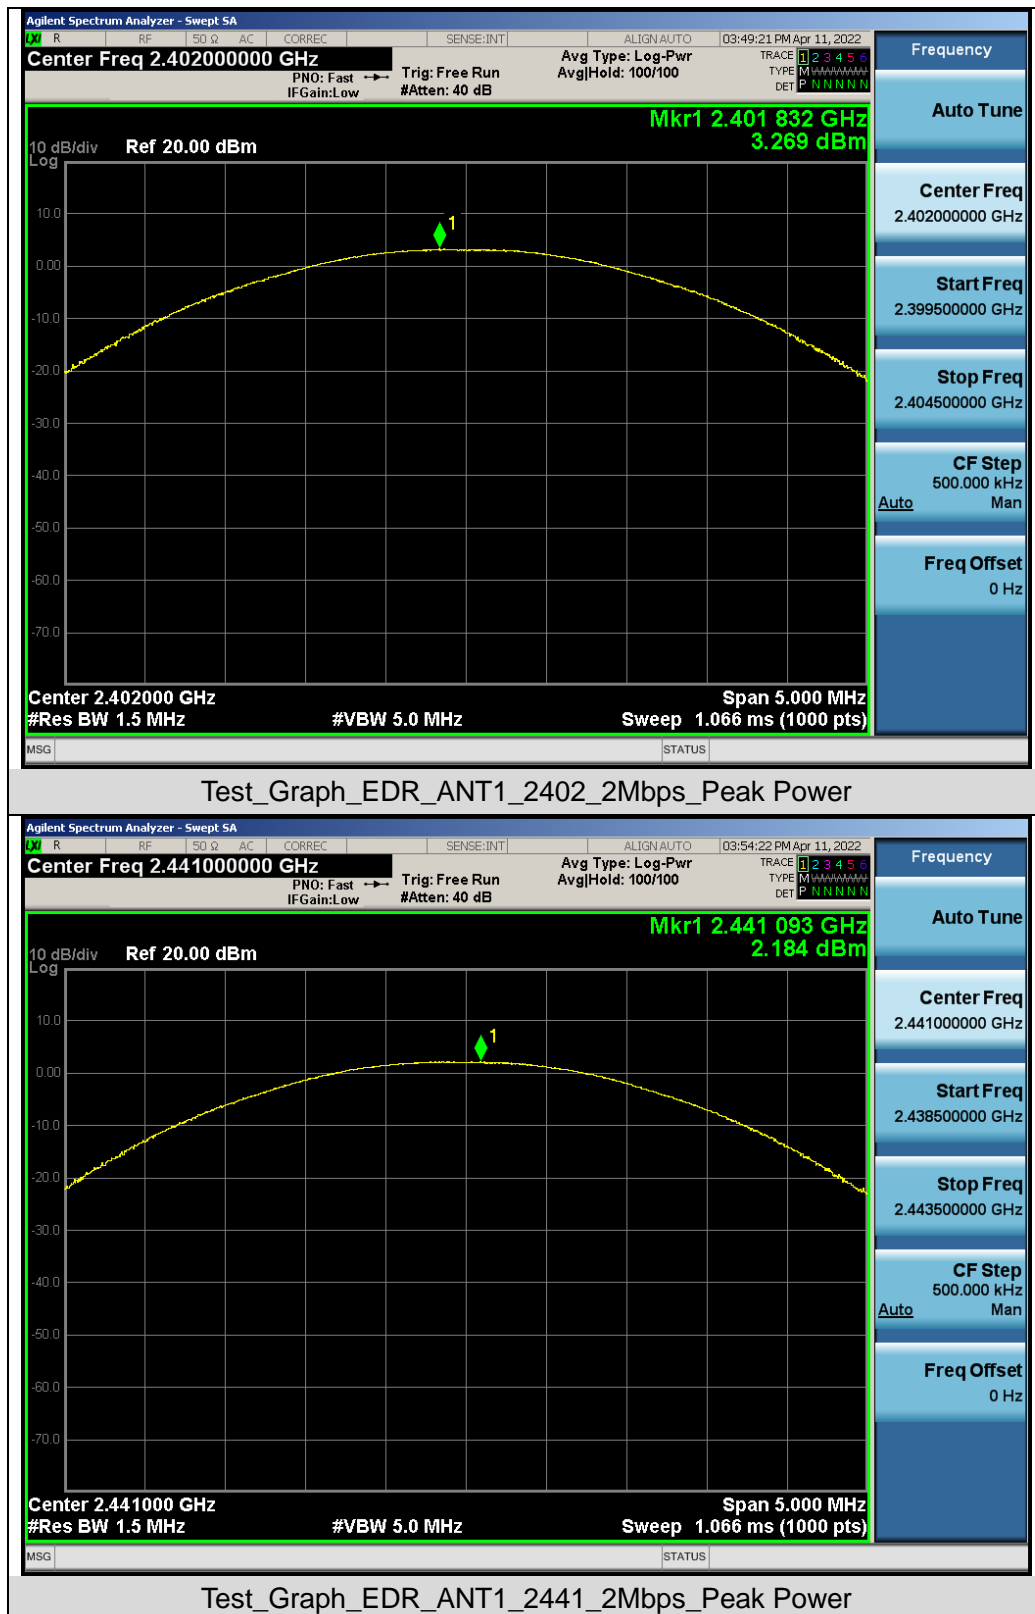 Agilent Spectrum Analyzer - Swept SA
LXI R RF 50 Ω AC CORREC SENSE:INT ALIGN AUTO 03:49:21 PM Apr 11, 2022
Center Freq 2.402000000 GHz
PNO: Fast
IFGain:Low
Trig: Free Run
#Atten: 40 dB
Avg Type: Log-Pwr
Avg|Hold: 100/100
TRACE 1 2 3 4 5 6
TYPE M
DET P N N N N N
Frequency
Auto Tune
Center Freq
2.402000000 GHz
Start Freq
2.399500000 GHz
Stop Freq
2.404500000 GHz
CF Step
500.000 kHz
Auto Man
Freq Offset
0 Hz
Mkr1 2.401 832 GHz
3.269 dBm
10 dB/div Ref 20.00 dBm
Log
1
10.0
0.00
-10.0
-20.0
-30.0
-40.0
-50.0
-60.0
-70.0
Center 2.402000 GHz Span 5.000 MHz
#Res BW 1.5 MHz #VBW 5.0 MHz Sweep 1.066 ms (1000 pts)
MSG STATUS
Test_Graph_EDR_ANT1_2402_2Mbps_Peak Power
Agilent Spectrum Analyzer - Swept SA
LXI R RF 50 Ω AC CORREC SENSE:INT ALIGN AUTO 03:54:22 PM Apr 11, 2022
Center Freq 2.441000000 GHz
PNO: Fast
IFGain:Low
Trig: Free Run
#Atten: 40 dB
Avg Type: Log-Pwr
Avg|Hold: 100/100
TRACE 1 2 3 4 5 6
TYPE M
DET P N N N N N
Frequency
Auto Tune
Center Freq
2.441000000 GHz
Start Freq
2.438500000 GHz
Stop Freq
2.443500000 GHz
CF Step
500.000 kHz
Auto Man
Freq Offset
0 Hz
Mkr1 2.441 093 GHz
2.184 dBm
10 dB/div Ref 20.00 dBm
Log
1
10.0
0.00
-10.0
-20.0
-30.0
-40.0
-50.0
-60.0
-70.0
Center 2.441000 GHz Span 5.000 MHz
#Res BW 1.5 MHz #VBW 5.0 MHz Sweep 1.066 ms (1000 pts)
MSG STATUS
Test_Graph_EDR_ANT1_2441_2Mbps_Peak Power